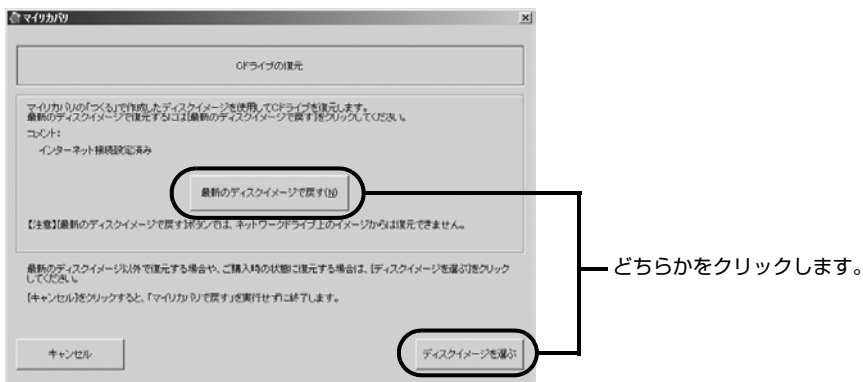 マイリカバリ
Cドライブの復元
マイリカバリの「つくる」で作成したディスクイメージを使用してCドライブを復元します。
最新のディスクイメージで復元するには[最新のディスクイメージで戻す]をクリックしてください。
コメント:
インターネット接続設定済み
最新のディスクイメージで戻す(N)
【注意】[最新のディスクイメージで戻す]ボタンでは、ネットワークドライブ上のイメージからは復元できません。
最新のディスクイメージ以外で復元する場合や、ご購入時の状態に復元する場合は、[ディスクイメージを選ぶ]をクリック
してください。
[キャンセル]をクリックすると、「マイリカバリで戻す」を実行せずに終了します。
キャンセル
ディスクイメージを選ぶ
どちらかをクリックします。